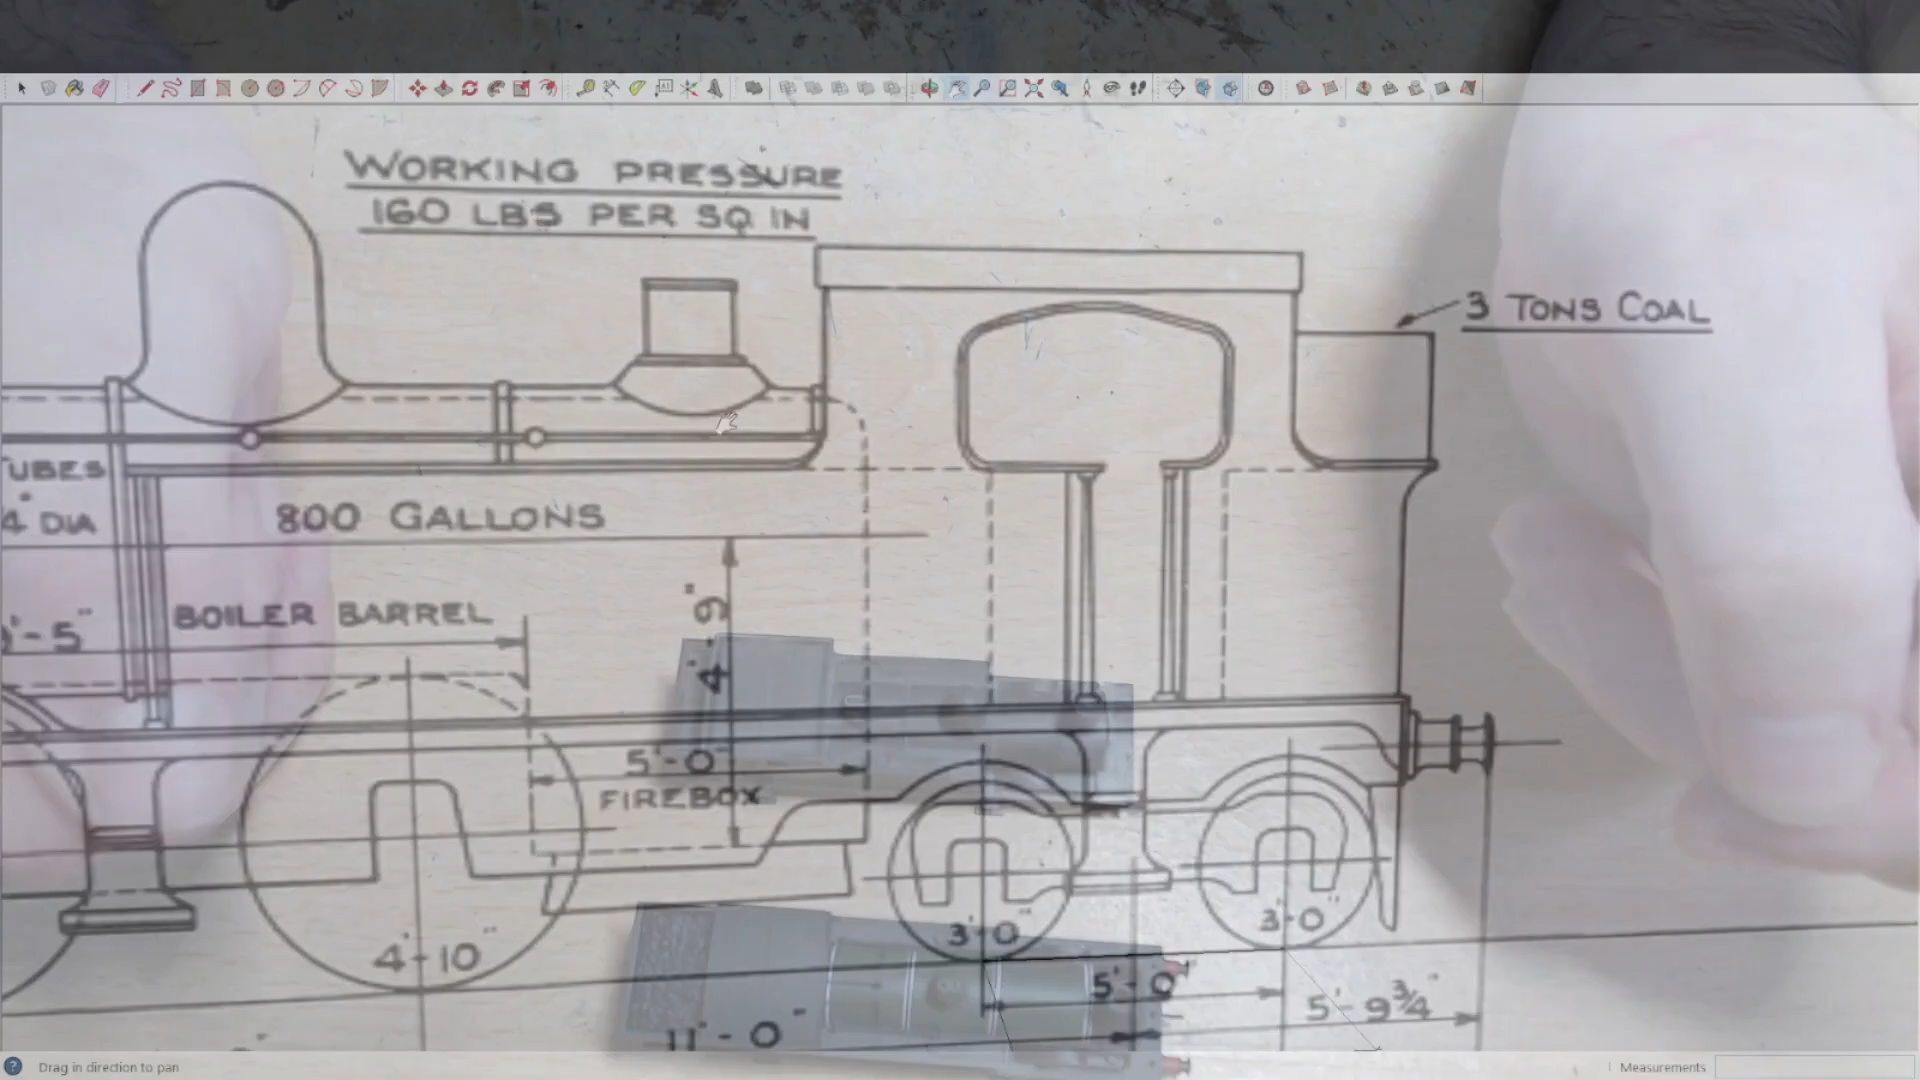 WORKING PRESSURE
160 LBS PER SQ IN
3 TONS COAL
TUBES
4" DIA
800 GALLONS
BOILER BARREL
'-5"
4'-9"
5'-0"
FIREBOX
4'-10"
3'-0"
3'-0"
5'-0"
5'-9¾"
11'-0"
Drag in direction to pan
Measurements